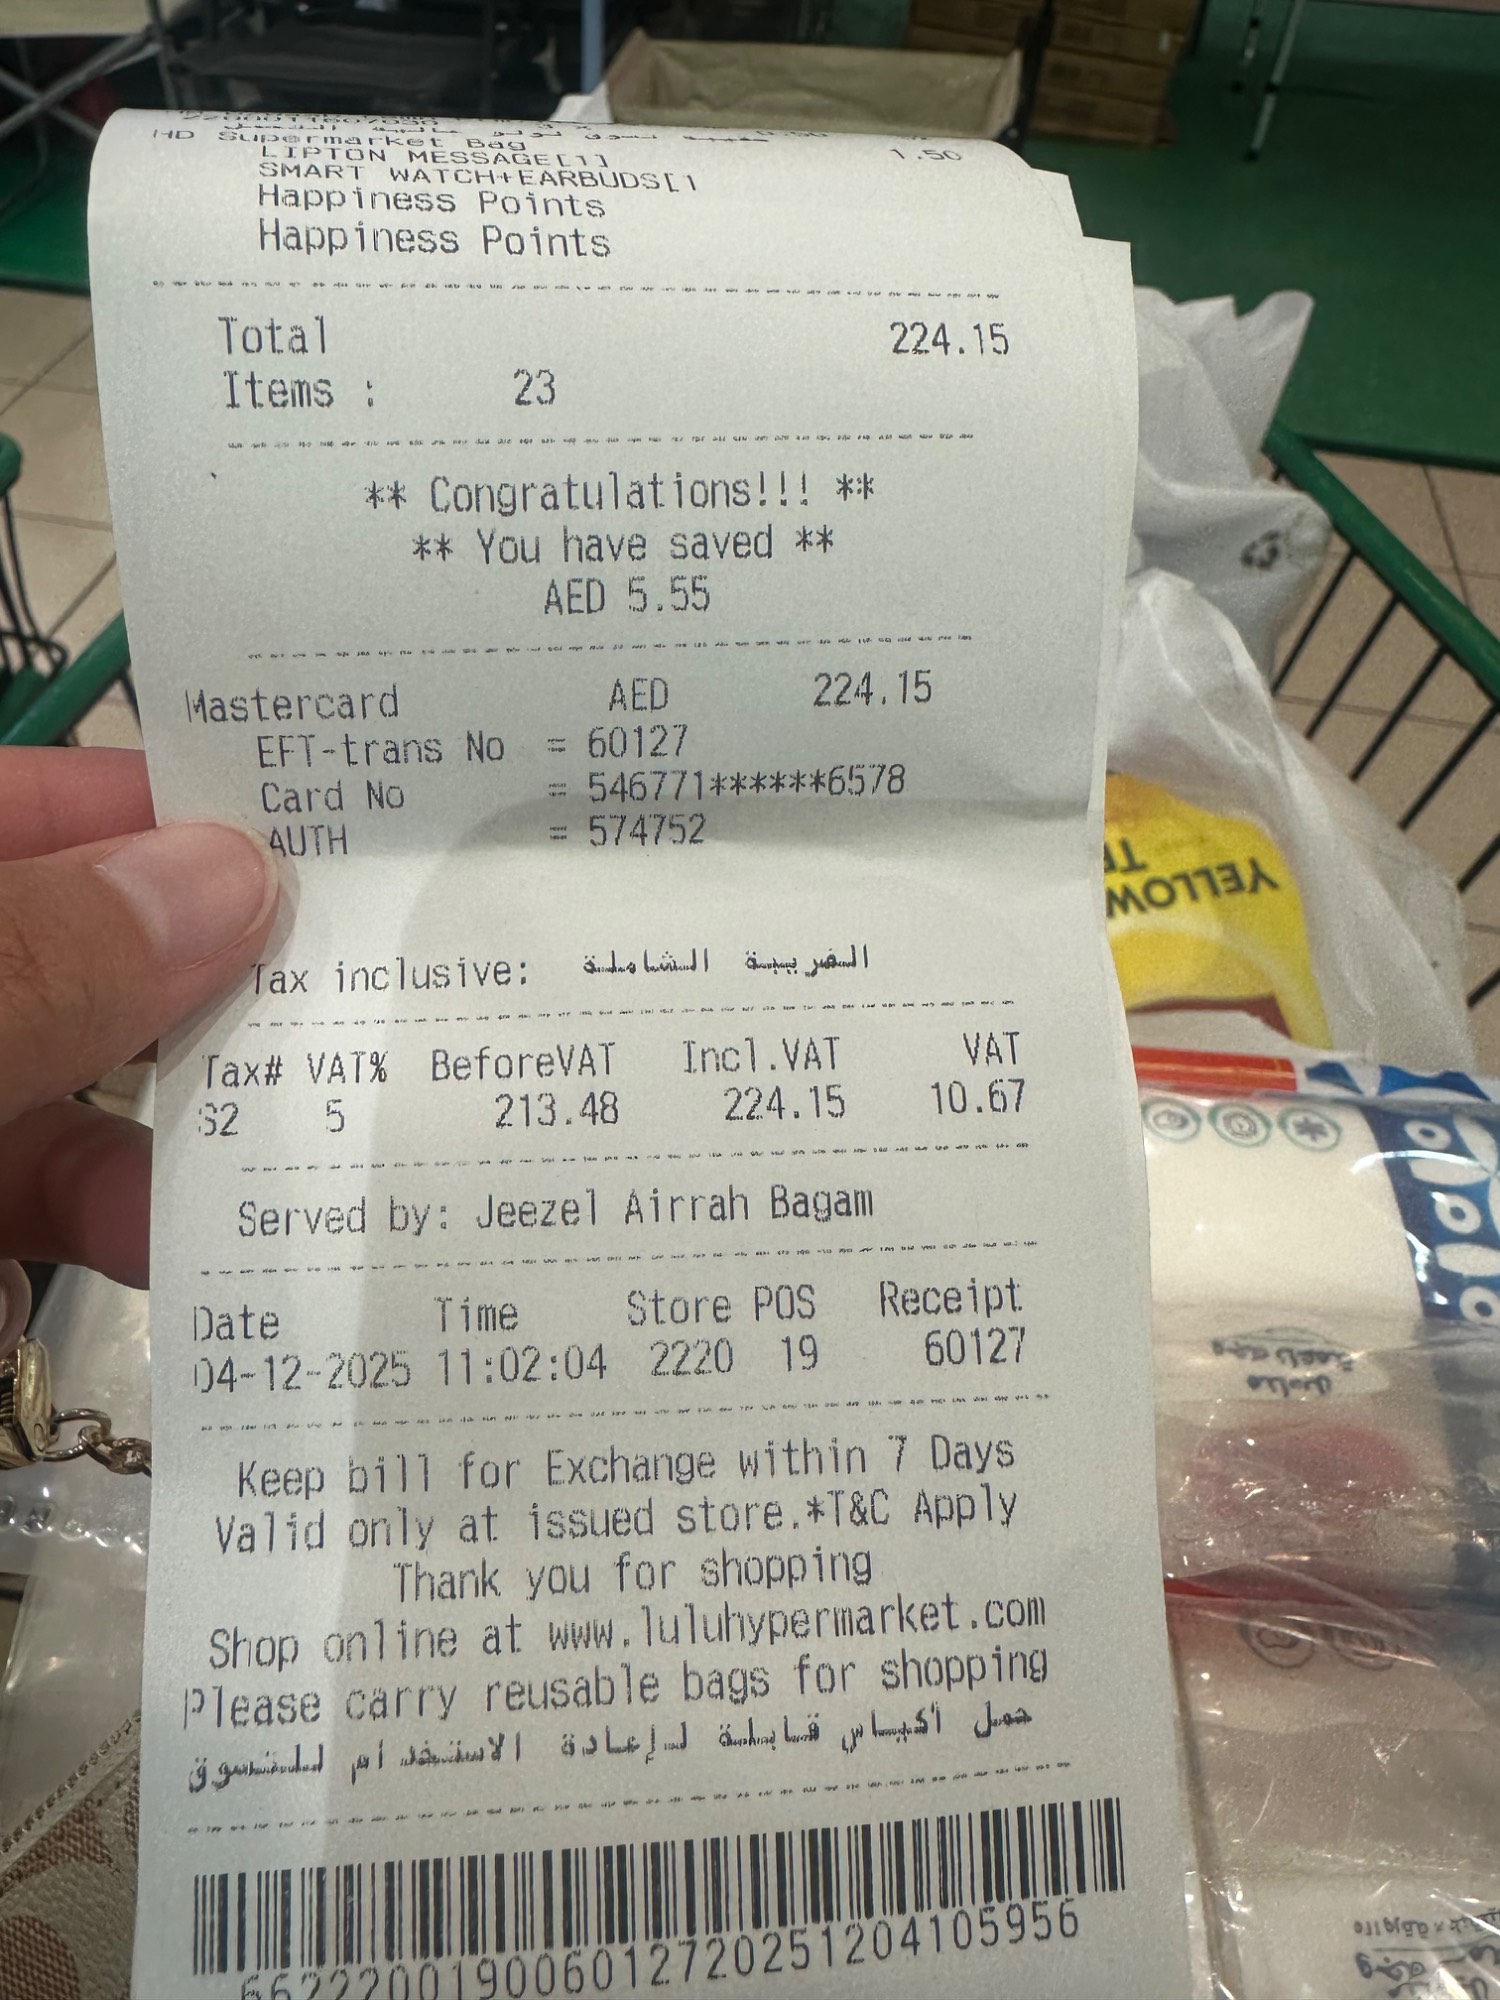 HD Supermarket Bag 1.50
LIPTON MESSAGE[1]
SMART WATCH+EARBUDS[1
Happiness Points
Happiness Points
Total 224.15
Items : 23
** Congratulations!!! **
** You have saved **
AED 5.55
Mastercard AED 224.15
EFT-trans No = 60127
Card No = 546771******6578
AUTH = 574752
Tax inclusive: الضريبة الشاملة
Tax# VAT% BeforeVAT Incl.VAT VAT
S2 5 213.48 224.15 10.67
Served by: Jeezel Airrah Bagam
Date Time Store POS Receipt
04-12-2025 11:02:04 2220 19 60127
Keep bill for Exchange within 7 Days
Valid only at issued store.*T&C Apply
Thank you for shopping
Shop online at www.luluhypermarket.com
Please carry reusable bags for shopping
حمل أكياس قابلة لإعادة الاستخدام للتسوق
662220019006012720251204105956
YELLOW